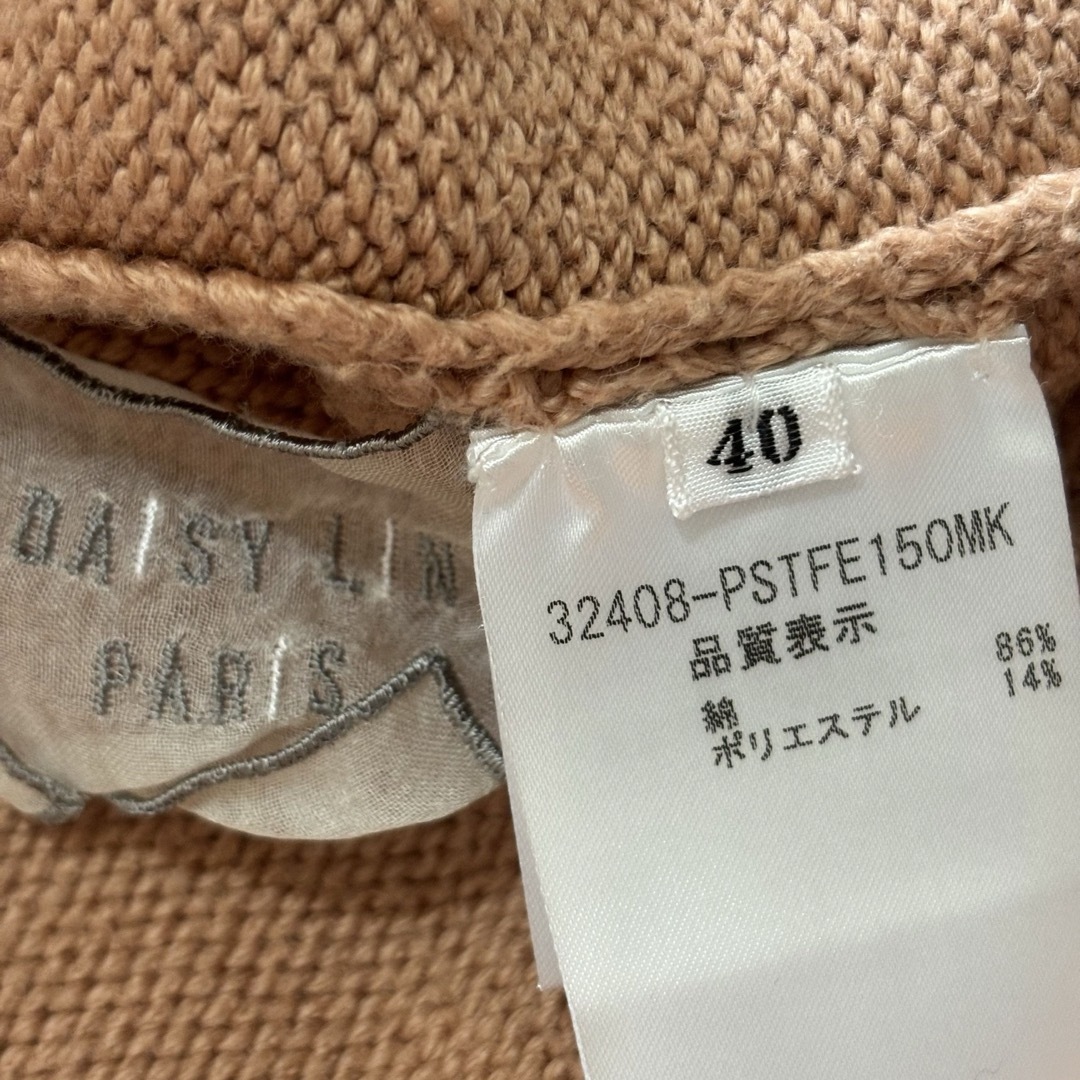 DAISY LIN
PARIS
40
32408-PSTFE150MK
品質表示
綿 86%
ポリエステル 14%